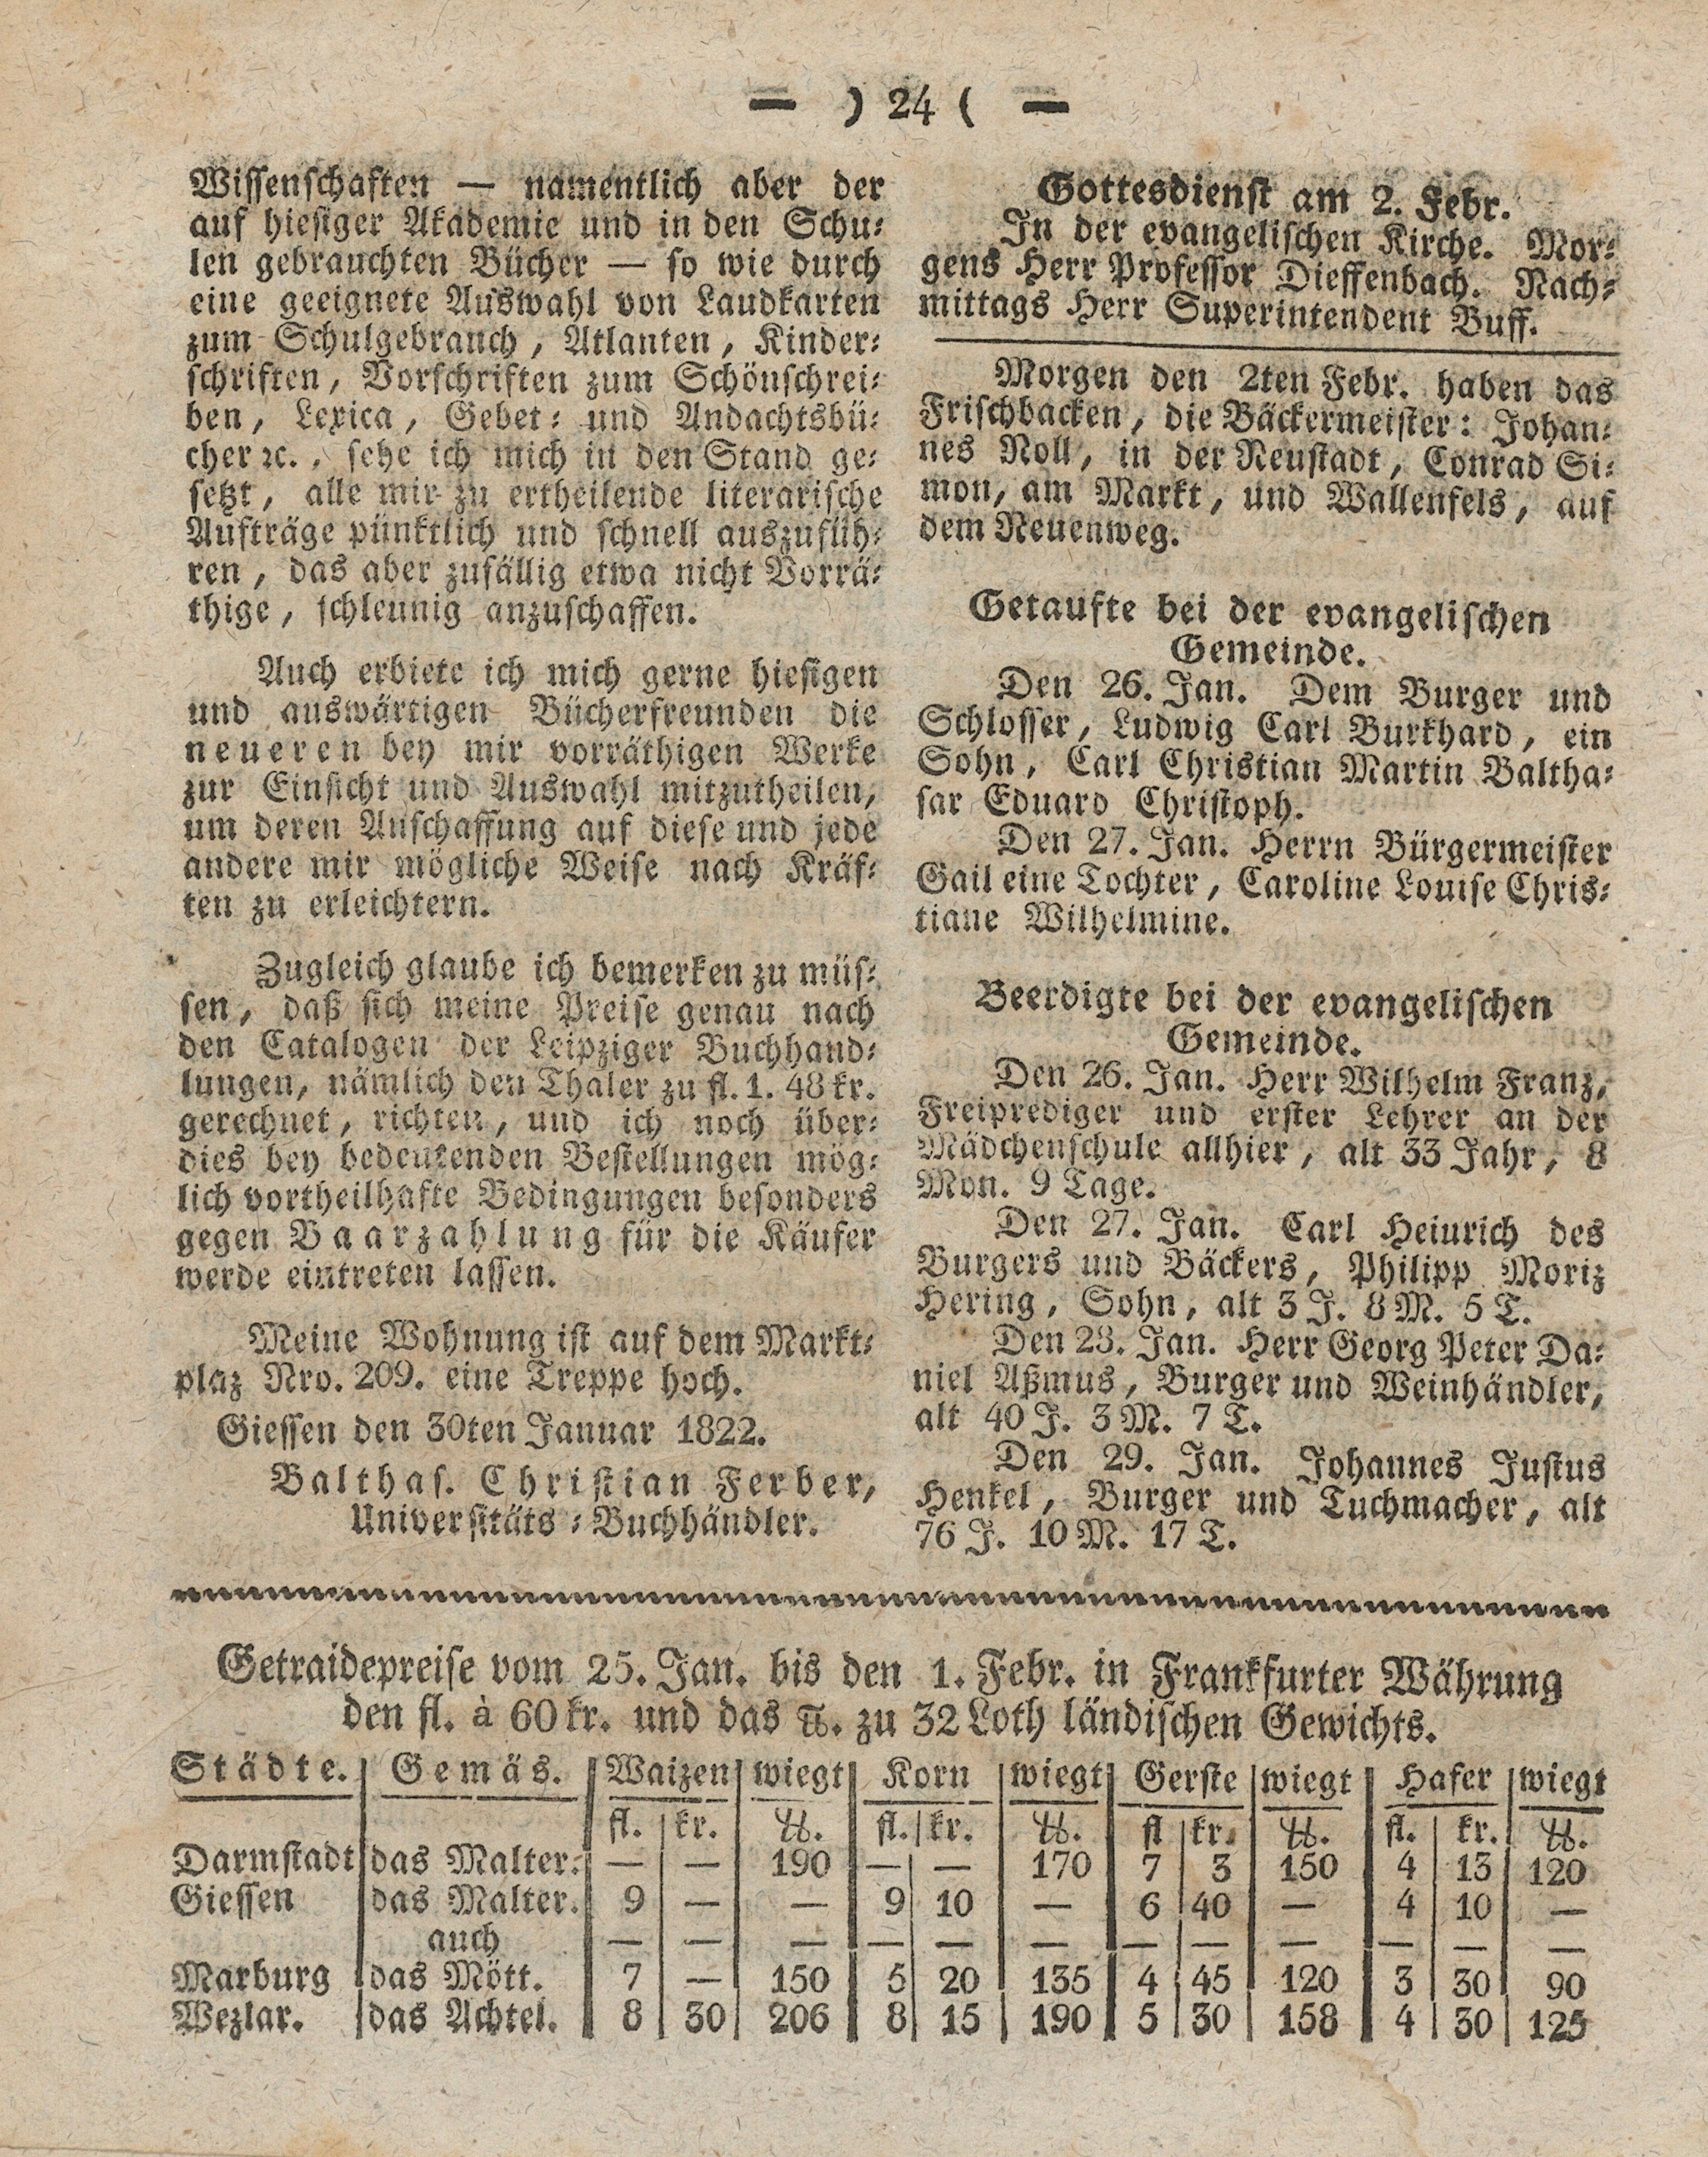 — ) 24 ( —
Wissenschaften — namentlich aber der
auf hiesiger Akademie und in den Schu-
len gebrauchten Bücher — so wie durch
eine geeignete Auswahl von Laudkarten
zum Schulgebrauch, Atlanten, Kinder-
schriften, Vorschriften zum Schönschrei-
ben, Lexica, Gebet- und Andachtsbü-
cher ꝛc., sehe ich mich in den Stand ge-
setzt, alle mir zu ertheilende literarische
Aufträge pünktlich und schnell auszufüh-
ren, das aber zufällig etwa nicht Vorrä-
thige, schleunig anzuschaffen.
Auch erbiete ich mich gerne hiesigen
und auswärtigen Bücherfreunden die
neueren bey mir vorräthigen Werke
zur Einsicht und Auswahl mitzutheilen,
um deren Anschaffung auf diese und jede
andere mir mögliche Weise nach Kräf-
ten zu erleichtern.
Zugleich glaube ich bemerken zu müs-
sen, daß sich meine Preise genau nach
den Catalogen der Leipziger Buchhand-
lungen, nämlich den Thaler zu fl. 1. 48 kr.
gerechnet, richten, und ich noch über-
dies bey bedeutenden Bestellungen mög-
lich vortheilhafte Bedingungen besonders
gegen Baarzahlung für die Käufer
werde eintreten lassen.
Meine Wohnung ist auf dem Markt-
plaz Nro. 209. eine Treppe hoch.
Giessen den 30ten Januar 1822.
Balthas. Christian Ferber,
Universitäts-Buchhändler.
Gottesdienst am 2. Febr.
In der evangelischen Kirche. Mor-
gens Herr Professor Dieffenbach. Nach-
mittags Herr Superintendent Buff.
Morgen den 2ten Febr. haben das
Frischbacken, die Bäckermeister: Johan-
nes Noll, in der Neustadt, Conrad Si-
mon, am Markt, und Wallenfels, auf
dem Neuenweg.
Getaufte bei der evangelischen
Gemeinde.
Den 26. Jan. Dem Burger und
Schlosser, Ludwig Carl Burkhard, ein
Sohn, Carl Christian Martin Baltha-
sar Eduard Christoph.
Den 27. Jan. Herrn Bürgermeister
Gail eine Tochter, Caroline Louise Chris-
tiane Wilhelmine.
Beerdigte bei der evangelischen
Gemeinde.
Den 26. Jan. Herr Wilhelm Franz,
Freiprediger und erster Lehrer an der
Mädchenschule allhier, alt 33 Jahr, 8
Mon. 9 Tage.
Den 27. Jan. Carl Heiurich des
Burgers und Bäckers, Philipp Moriz
Hering, Sohn, alt 3 J. 8 M. 5 T.
Den 28. Jan. Herr Georg Peter Da-
niel Aßmus, Burger und Weinhändler,
alt 40 J. 3 M. 7 T.
Den 29. Jan. Johannes Justus
Henkel, Burger und Tuchmacher, alt
76 J. 10 M. 17 T.
Getraidepreise vom 25. Jan. bis den 1. Febr. in Frankfurter Währung
den fl. à 60 kr. und das ℔. zu 32 Loth ländischen Gewichts.
Städte. | Gemäs. | Waizen | wiegt | Korn | wiegt | Gerste | wiegt | Hafer | wiegt
fl. | kr. | ℔. | fl. | kr. | ℔. | fl | kr. | ℔. | fl. | kr. | ℔.
Darmstadt | das Malter. | — | — | 190 | — | — | 170 | 7 | 3 | 150 | 4 | 13 | 120
Giessen | das Malter. | 9 | — | — | 9 | 10 | — | 6 | 40 | — | 4 | 10 | —
auch | — | — | — | — | — | — | — | — | — | — | — | —
Marburg | das Mött. | 7 | — | 150 | 5 | 20 | 135 | 4 | 45 | 120 | 3 | 30 | 90
Wezlar. | das Achtel. | 8 | 30 | 206 | 8 | 15 | 190 | 5 | 30 | 158 | 4 | 30 | 125